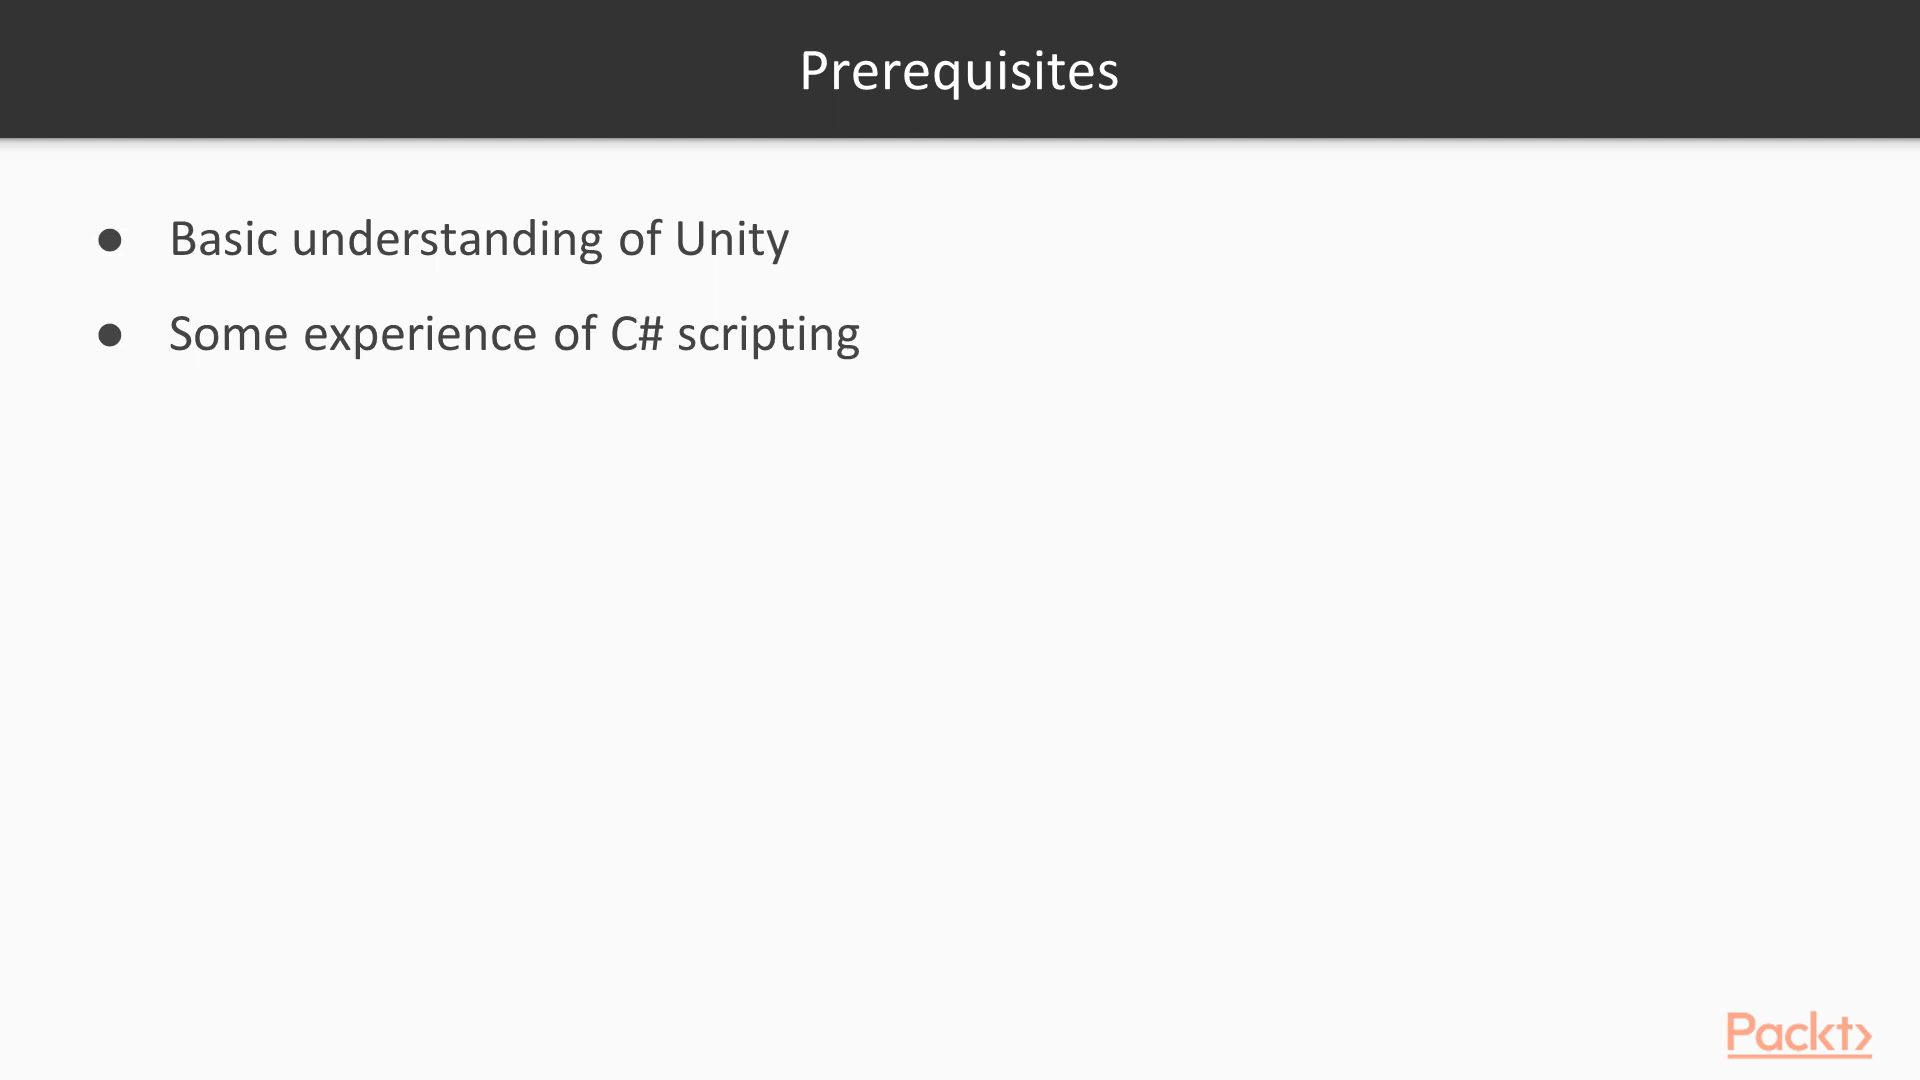 Prerequisites
● Basic understanding of Unity
● Some experience of C# scripting
Packt>